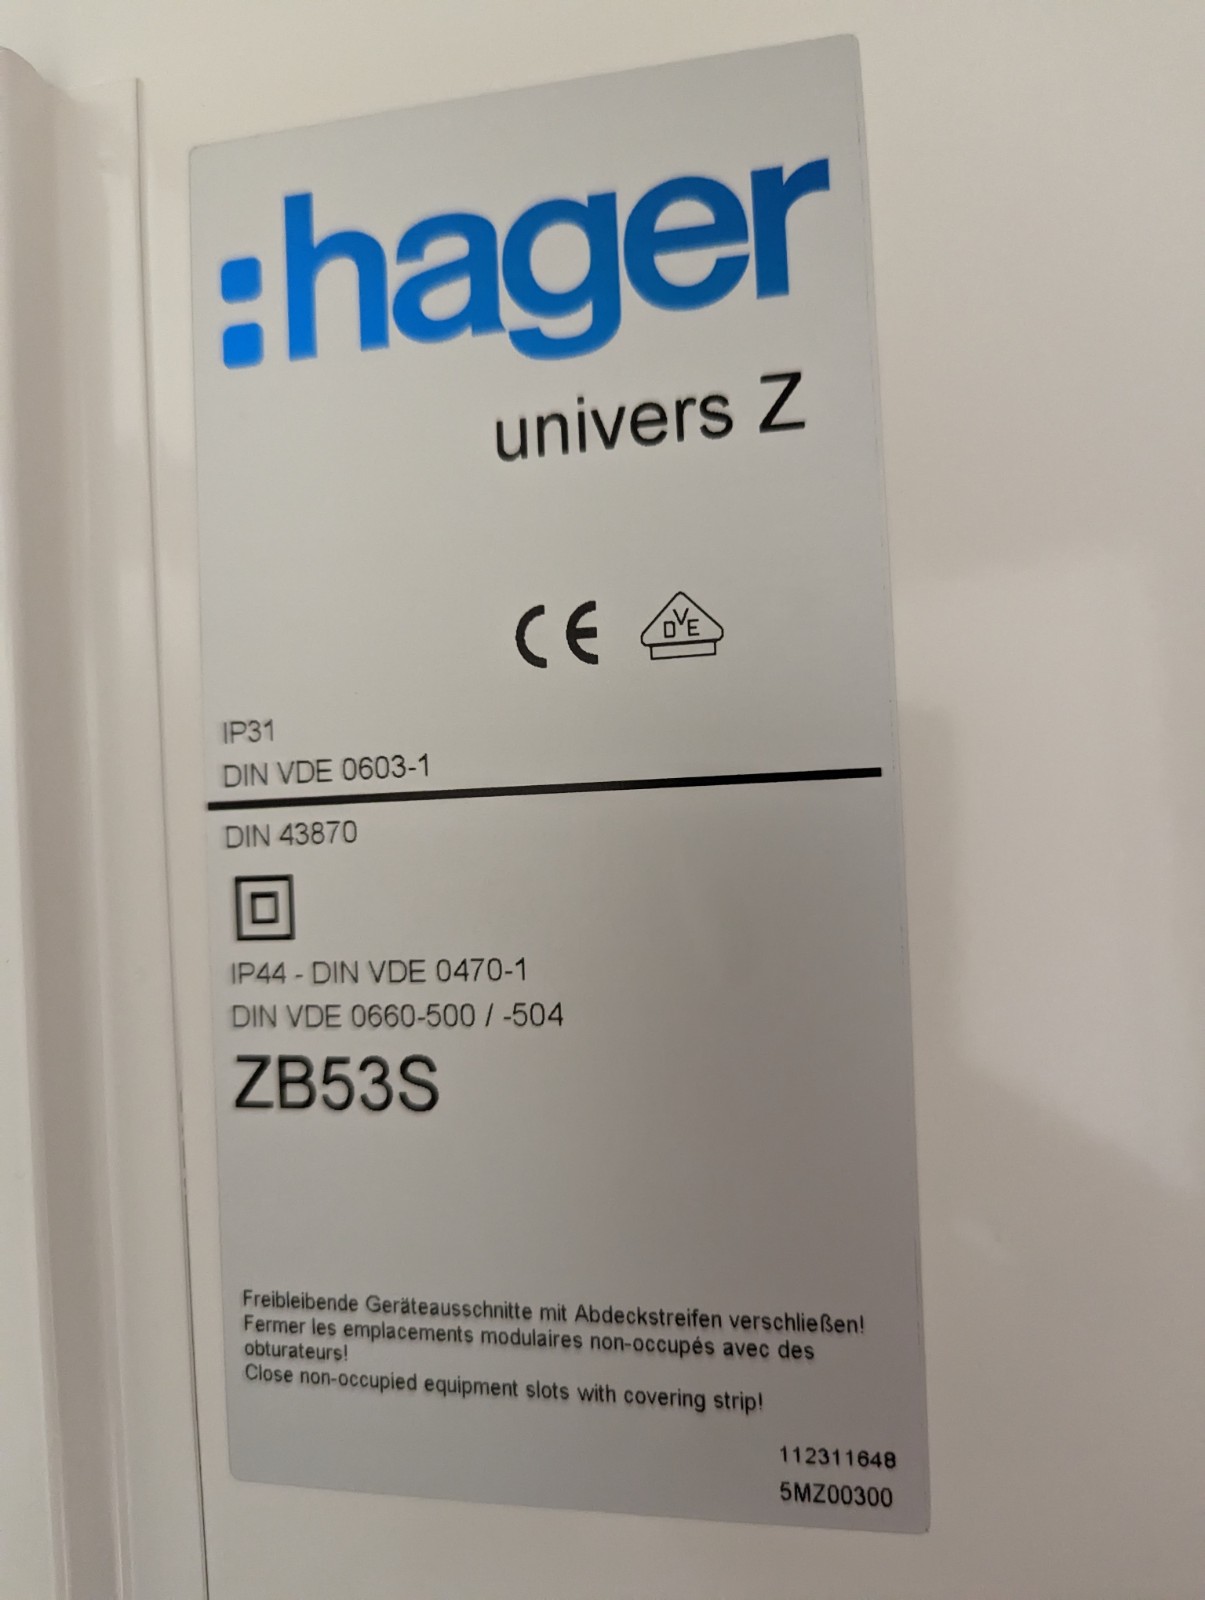 :hager
univers Z
CE DVE
IP31
DIN VDE 0603-1
DIN 43870
IP44 - DIN VDE 0470-1
DIN VDE 0660-500 / -504
ZB53S
Freibleibende Geräteausschnitte mit Abdeckstreifen verschließen!
Fermer les emplacements modulaires non-occupés avec des
obturateurs!
Close non-occupied equipment slots with covering strip!
112311648
5MZ00300